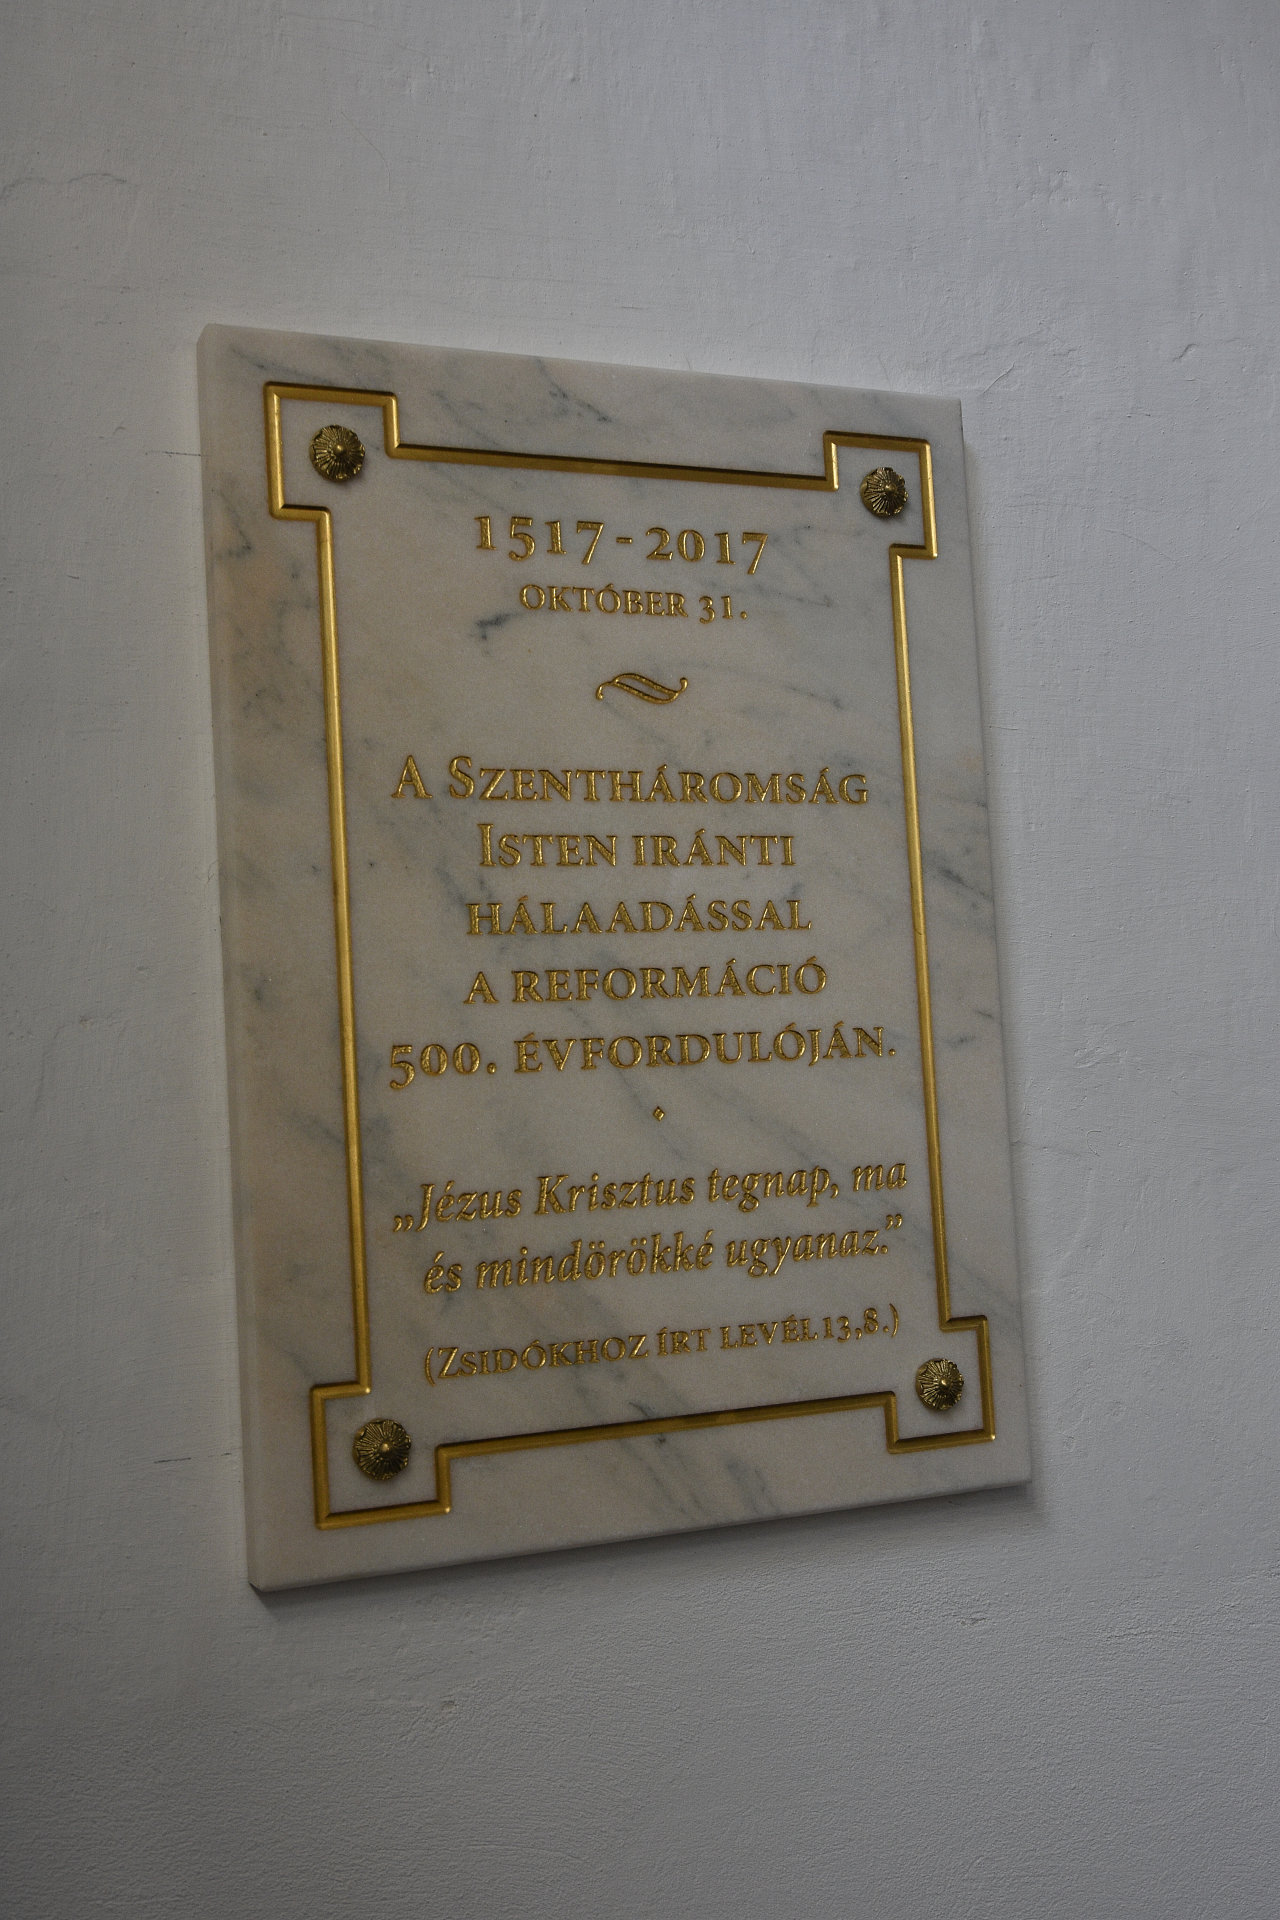 1517-2017
OKTÓBER 31.
A SZENTHÁROMSÁG
ISTEN IRÁNTI
HÁLAADÁSSAL
A REFORMÁCIÓ
500. ÉVFORDULÓJÁN.
„Jézus Krisztus tegnap, ma
és mindörökké ugyanaz.”
(ZSIDÓKHOZ ÍRT LEVÉL 13,8.)